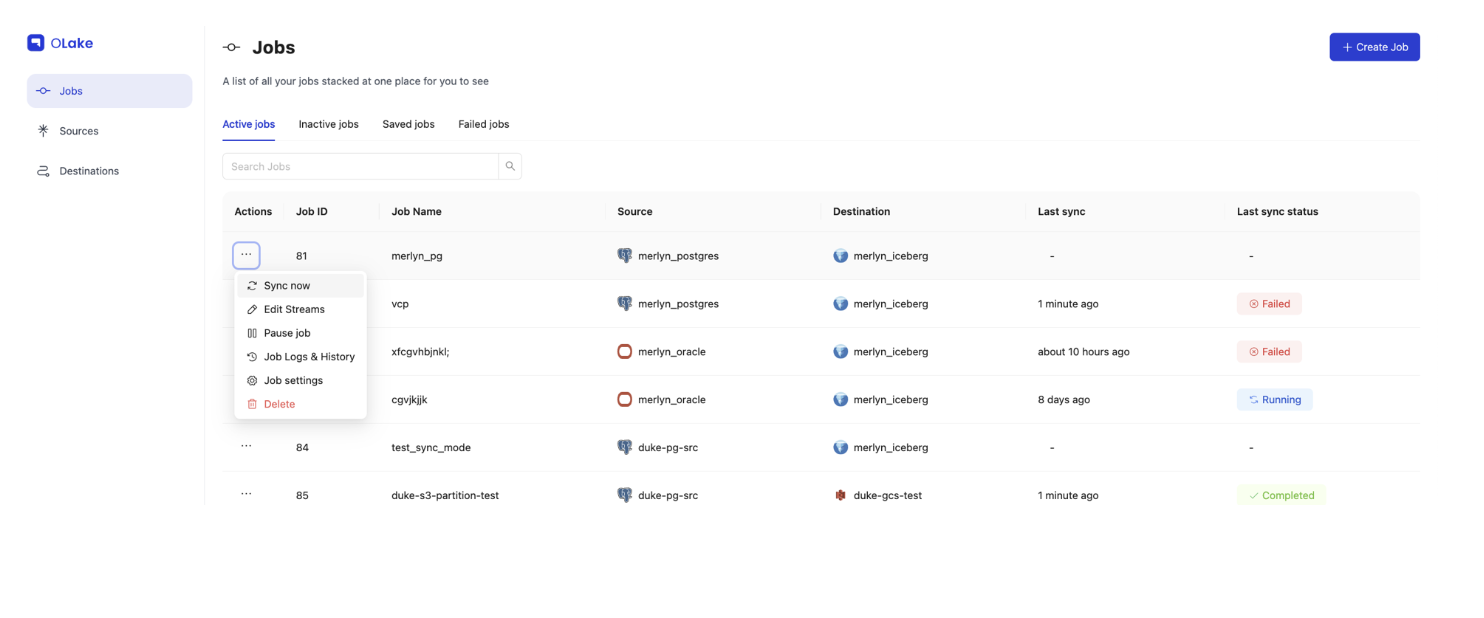 OLake
Jobs
Sources
Destinations
Jobs
+ Create Job
A list of all your jobs stacked at one place for you to see
Active jobs Inactive jobs Saved jobs Failed jobs
Search Jobs
Actions Job ID Job Name Source Destination Last sync Last sync status
... 81 merlyn_pg merlyn_postgres merlyn_iceberg - -
Sync now
Edit Streams
Pause job
Job Logs & History
Job settings
Delete
vcp merlyn_postgres merlyn_iceberg 1 minute ago Failed
xfcgvhbjnkl; merlyn_oracle merlyn_iceberg about 10 hours ago Failed
cgvjkjjk merlyn_oracle merlyn_iceberg 8 days ago Running
... 84 test_sync_mode duke-pg-src merlyn_iceberg - -
... 85 duke-s3-partition-test duke-pg-src duke-gcs-test 1 minute ago Completed